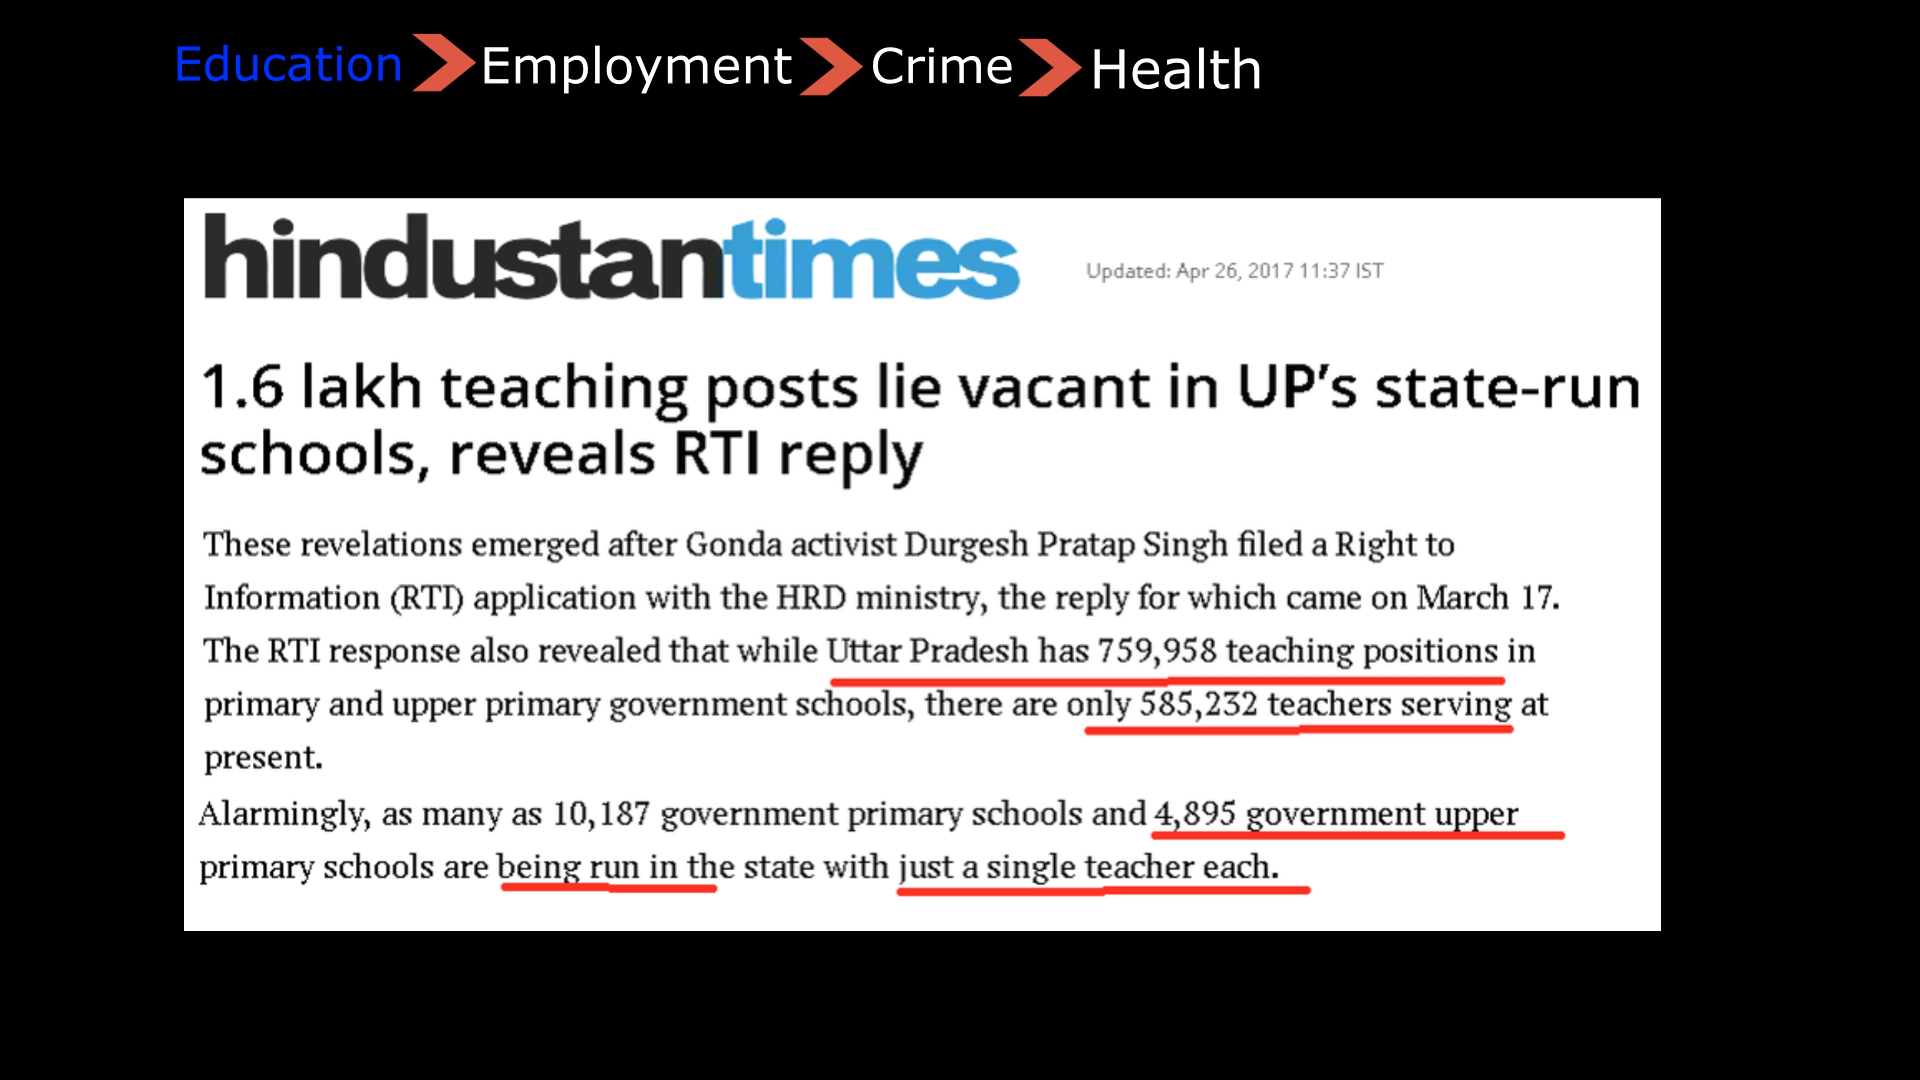 Education Employment Crime Health
hindustantimes
Updated: Apr 26, 2017 11:37 IST
1.6 lakh teaching posts lie vacant in UP’s state-run
schools, reveals RTI reply
These revelations emerged after Gonda activist Durgesh Pratap Singh filed a Right to
Information (RTI) application with the HRD ministry, the reply for which came on March 17.
The RTI response also revealed that while Uttar Pradesh has 759,958 teaching positions in
primary and upper primary government schools, there are only 585,232 teachers serving at
present.
Alarmingly, as many as 10,187 government primary schools and 4,895 government upper
primary schools are being run in the state with just a single teacher each.